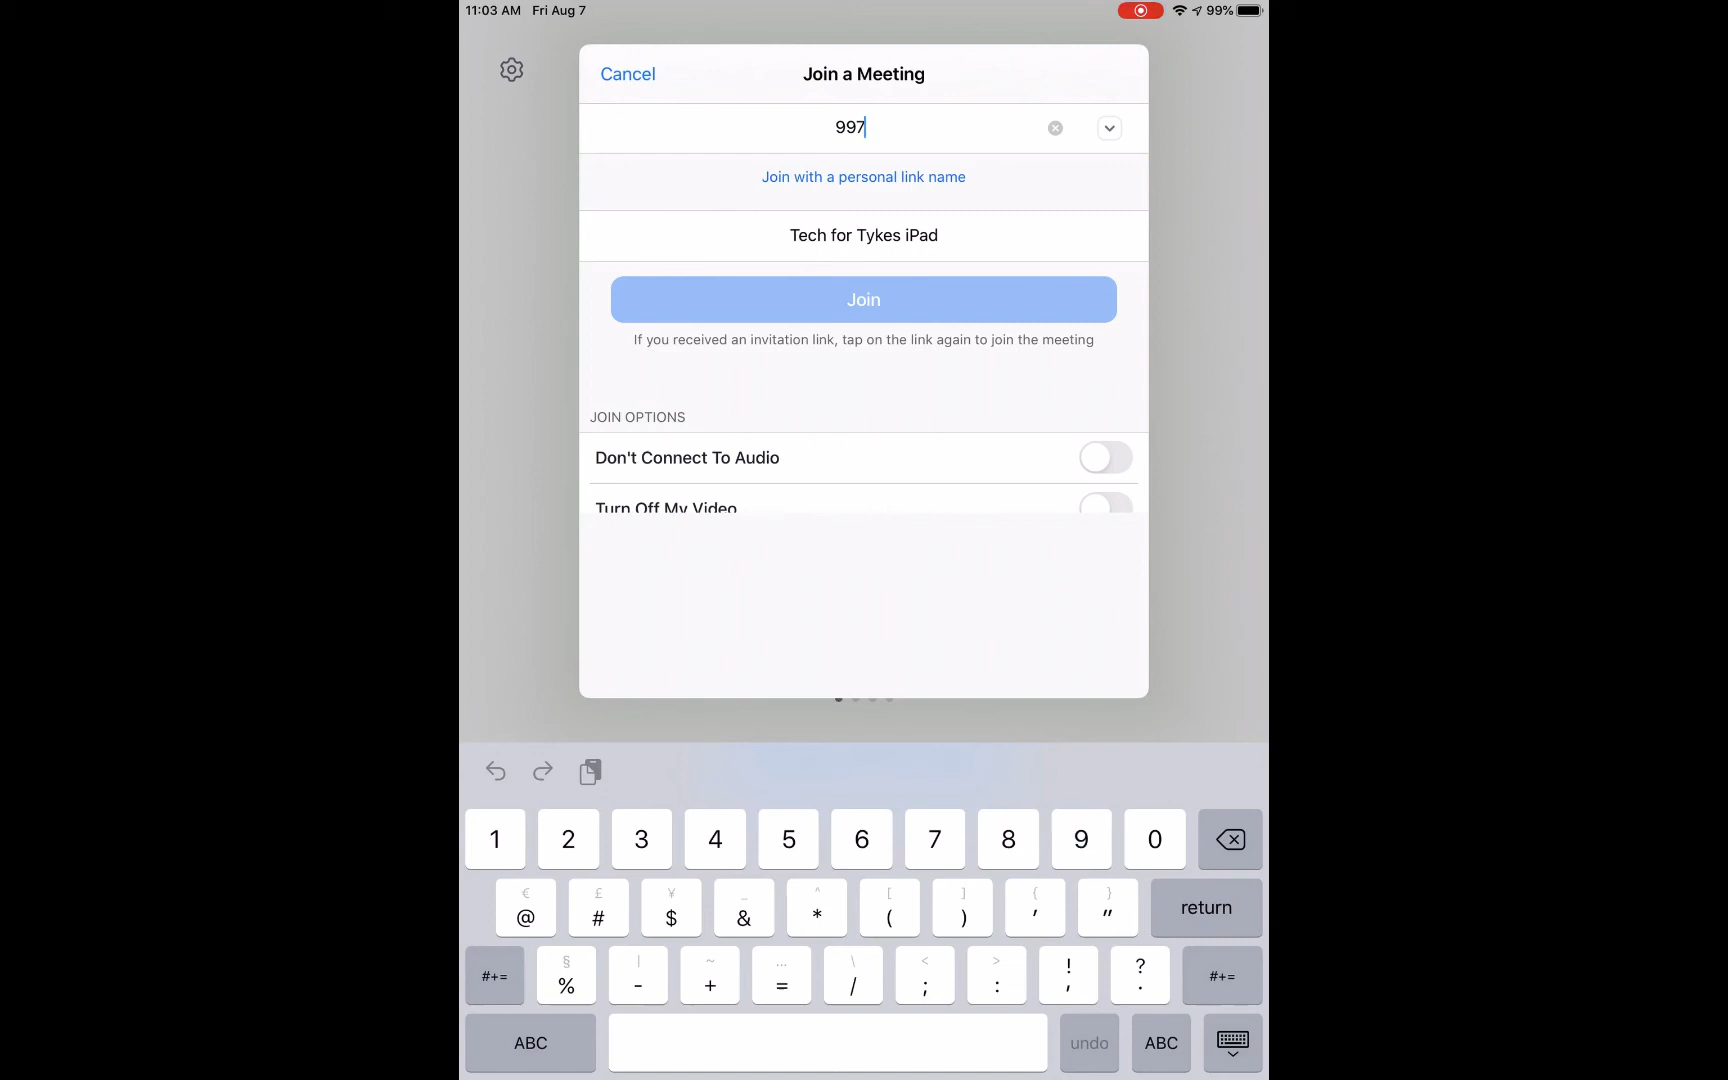 11:03 AM Fri Aug 7
99%
Cancel
Join a Meeting
997
Join with a personal link name
Tech for Tykes iPad
Join
If you received an invitation link, tap on the link again to join the meeting
JOIN OPTIONS
Don't Connect To Audio
Turn Off My Video
1 2 3 4 5 6 7 8 9 0
€ £ ¥ _ ^ [ ] { }
@ # $ & * ( ) ' " return
§ | ~ … \ < > ! ?
#+= % - + = / ; : , . #+=
ABC undo ABC